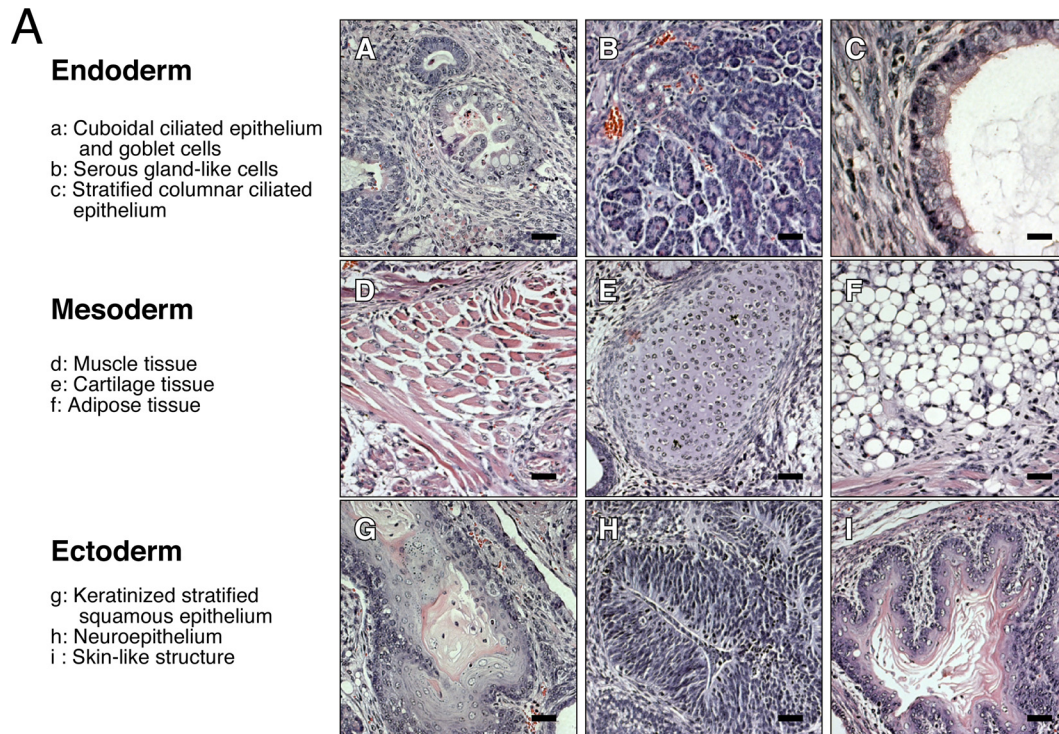 A
Endoderm
a: Cuboidal ciliated epithelium
and goblet cells
b: Serous gland-like cells
c: Stratified columnar ciliated
epithelium
A
B
C
Mesoderm
d: Muscle tissue
e: Cartilage tissue
f: Adipose tissue
D
E
F
Ectoderm
g: Keratinized stratified
squamous epithelium
h: Neuroepithelium
i : Skin-like structure
G
H
I